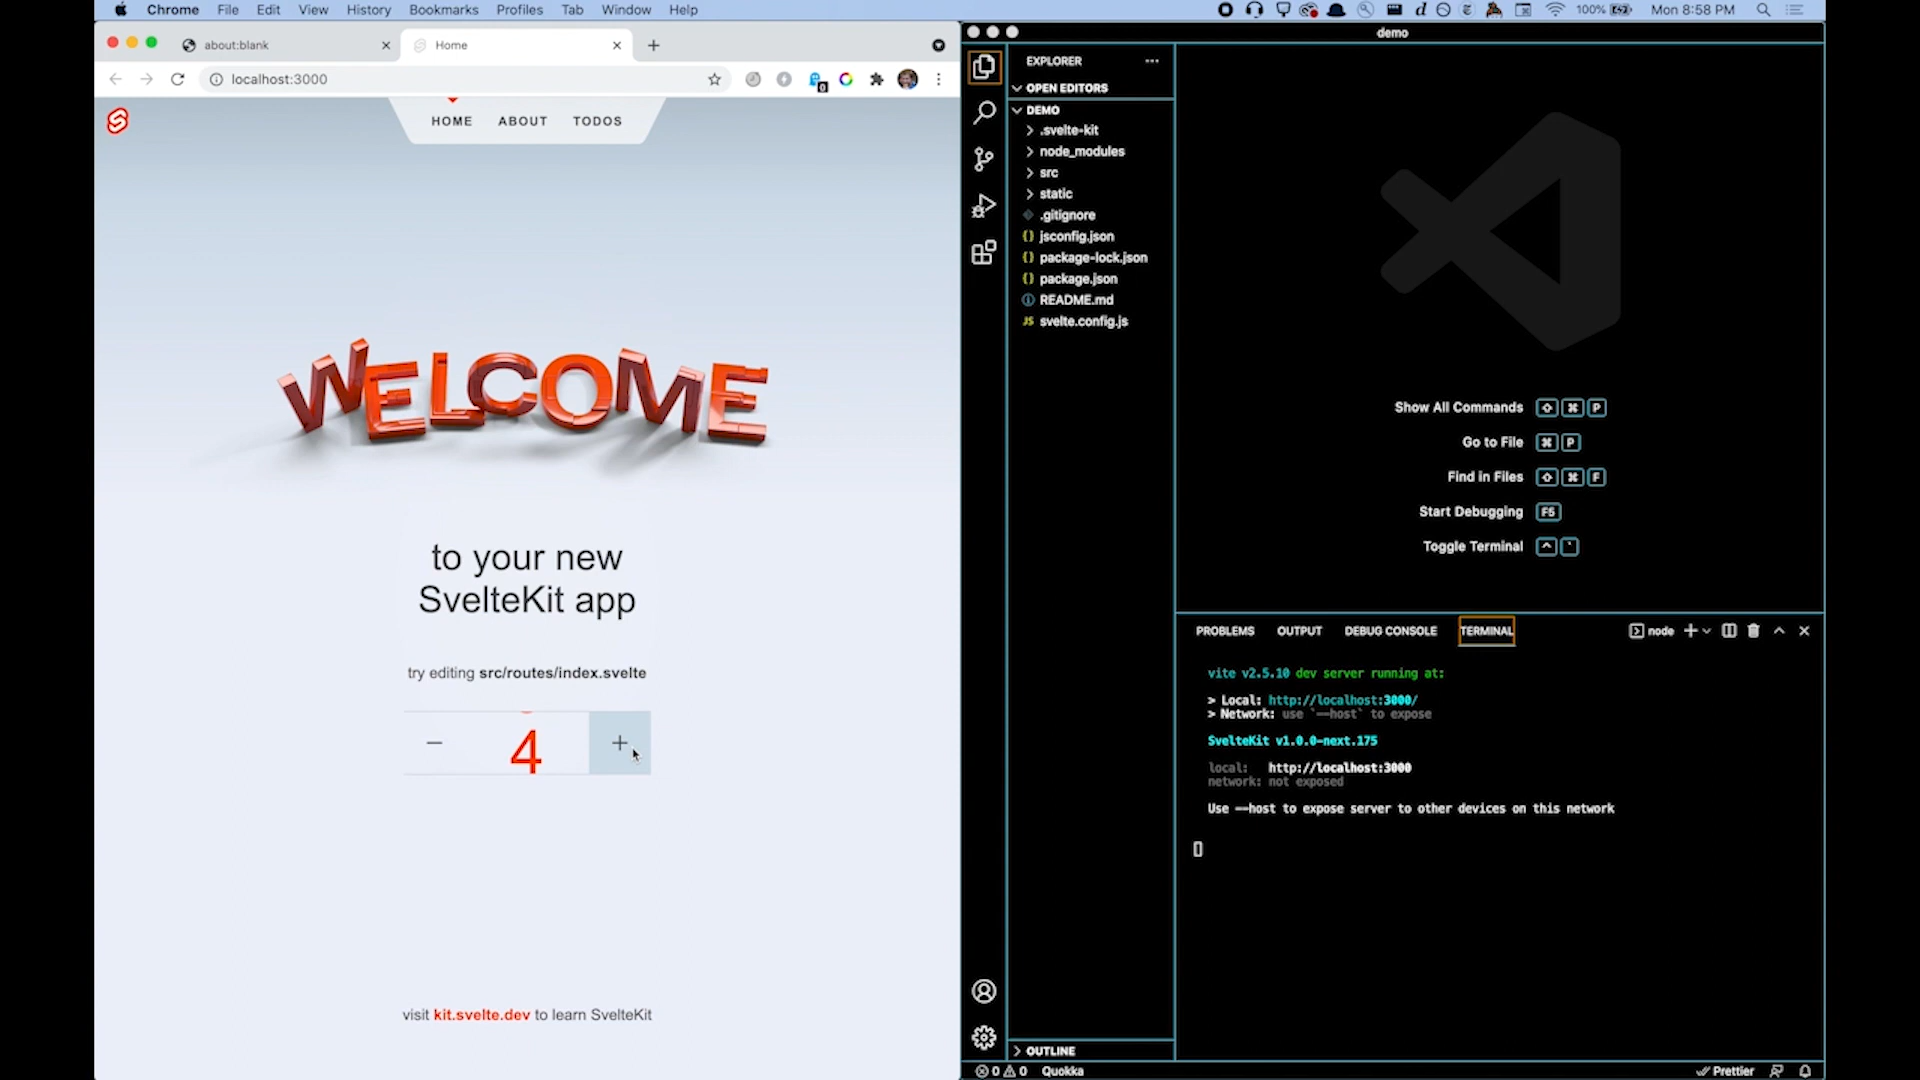 Chrome File Edit View History Bookmarks Profiles Tab Window Help
100% Mon 8:58 PM
about:blank
Home
localhost:3000
HOME ABOUT TODOS
WELCOME
to your new
SvelteKit app
try editing src/routes/index.svelte
− 4 +
visit kit.svelte.dev to learn SvelteKit
demo
EXPLORER
OPEN EDITORS
DEMO
.svelte-kit
node_modules
src
static
.gitignore
{} jsconfig.json
{} package-lock.json
{} package.json
README.md
JS svelte.config.js
OUTLINE
Show All Commands ⇧ ⌘ P
Go to File ⌘ P
Find in Files ⇧ ⌘ F
Start Debugging F5
Toggle Terminal ^ `
PROBLEMS OUTPUT DEBUG CONSOLE TERMINAL
node
vite v2.5.10 dev server running at:
> Local: http://localhost:3000/
> Network: use `--host` to expose
SvelteKit v1.0.0-next.175
local: http://localhost:3000
network: not exposed
Use --host to expose server to other devices on this network
0 0 Quokka
Prettier